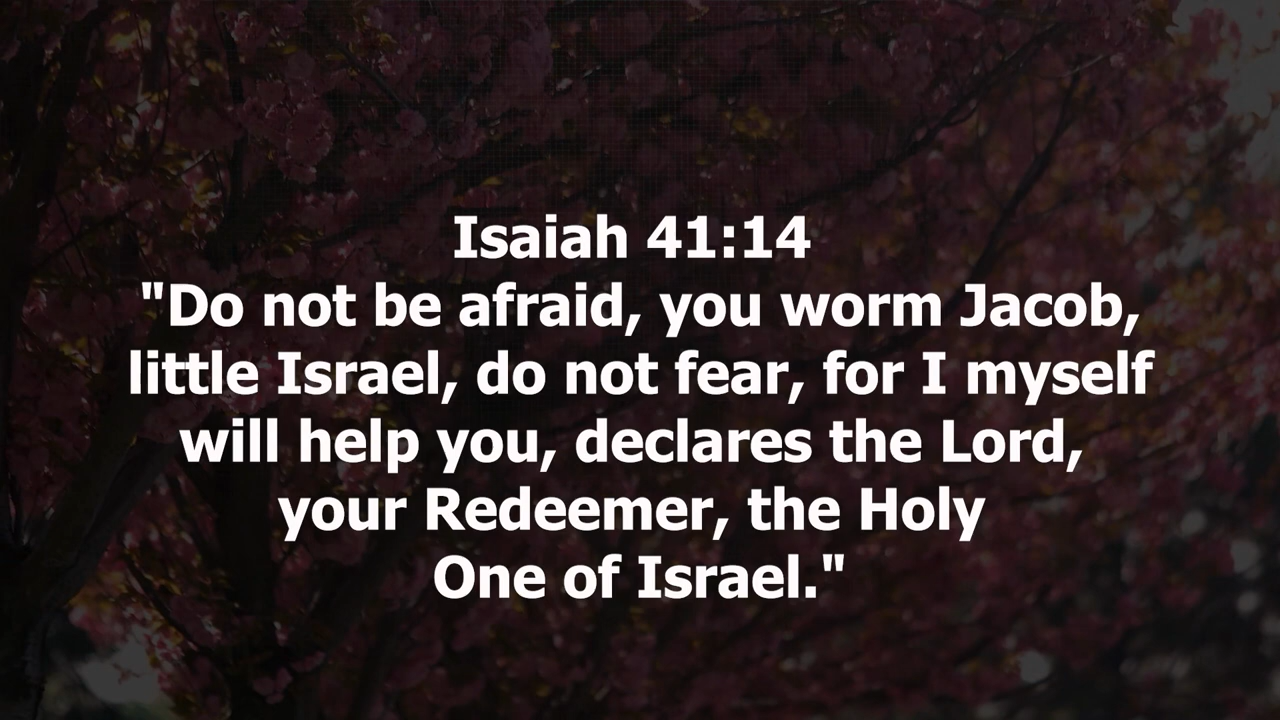 Isaiah 41:14
"Do not be afraid, you worm Jacob,
little Israel, do not fear, for I myself
will help you, declares the Lord,
your Redeemer, the Holy
One of Israel."